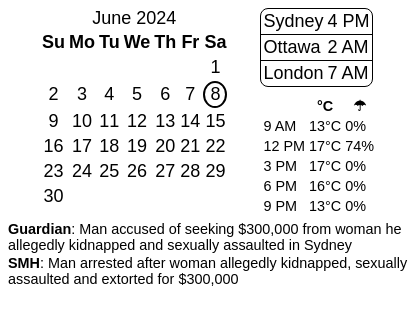 June 2024
Su Mo Tu We Th Fr Sa
1
2 3 4 5 6 7 8
9 10 11 12 13 14 15
16 17 18 19 20 21 22
23 24 25 26 27 28 29
30
Sydney 4 PM
Ottawa 2 AM
London 7 AM
°C ☂
9 AM 13°C 0%
12 PM 17°C 74%
3 PM 17°C 0%
6 PM 16°C 0%
9 PM 13°C 0%
Guardian: Man accused of seeking $300,000 from woman he
allegedly kidnapped and sexually assaulted in Sydney
SMH: Man arrested after woman allegedly kidnapped, sexually
assaulted and extorted for $300,000